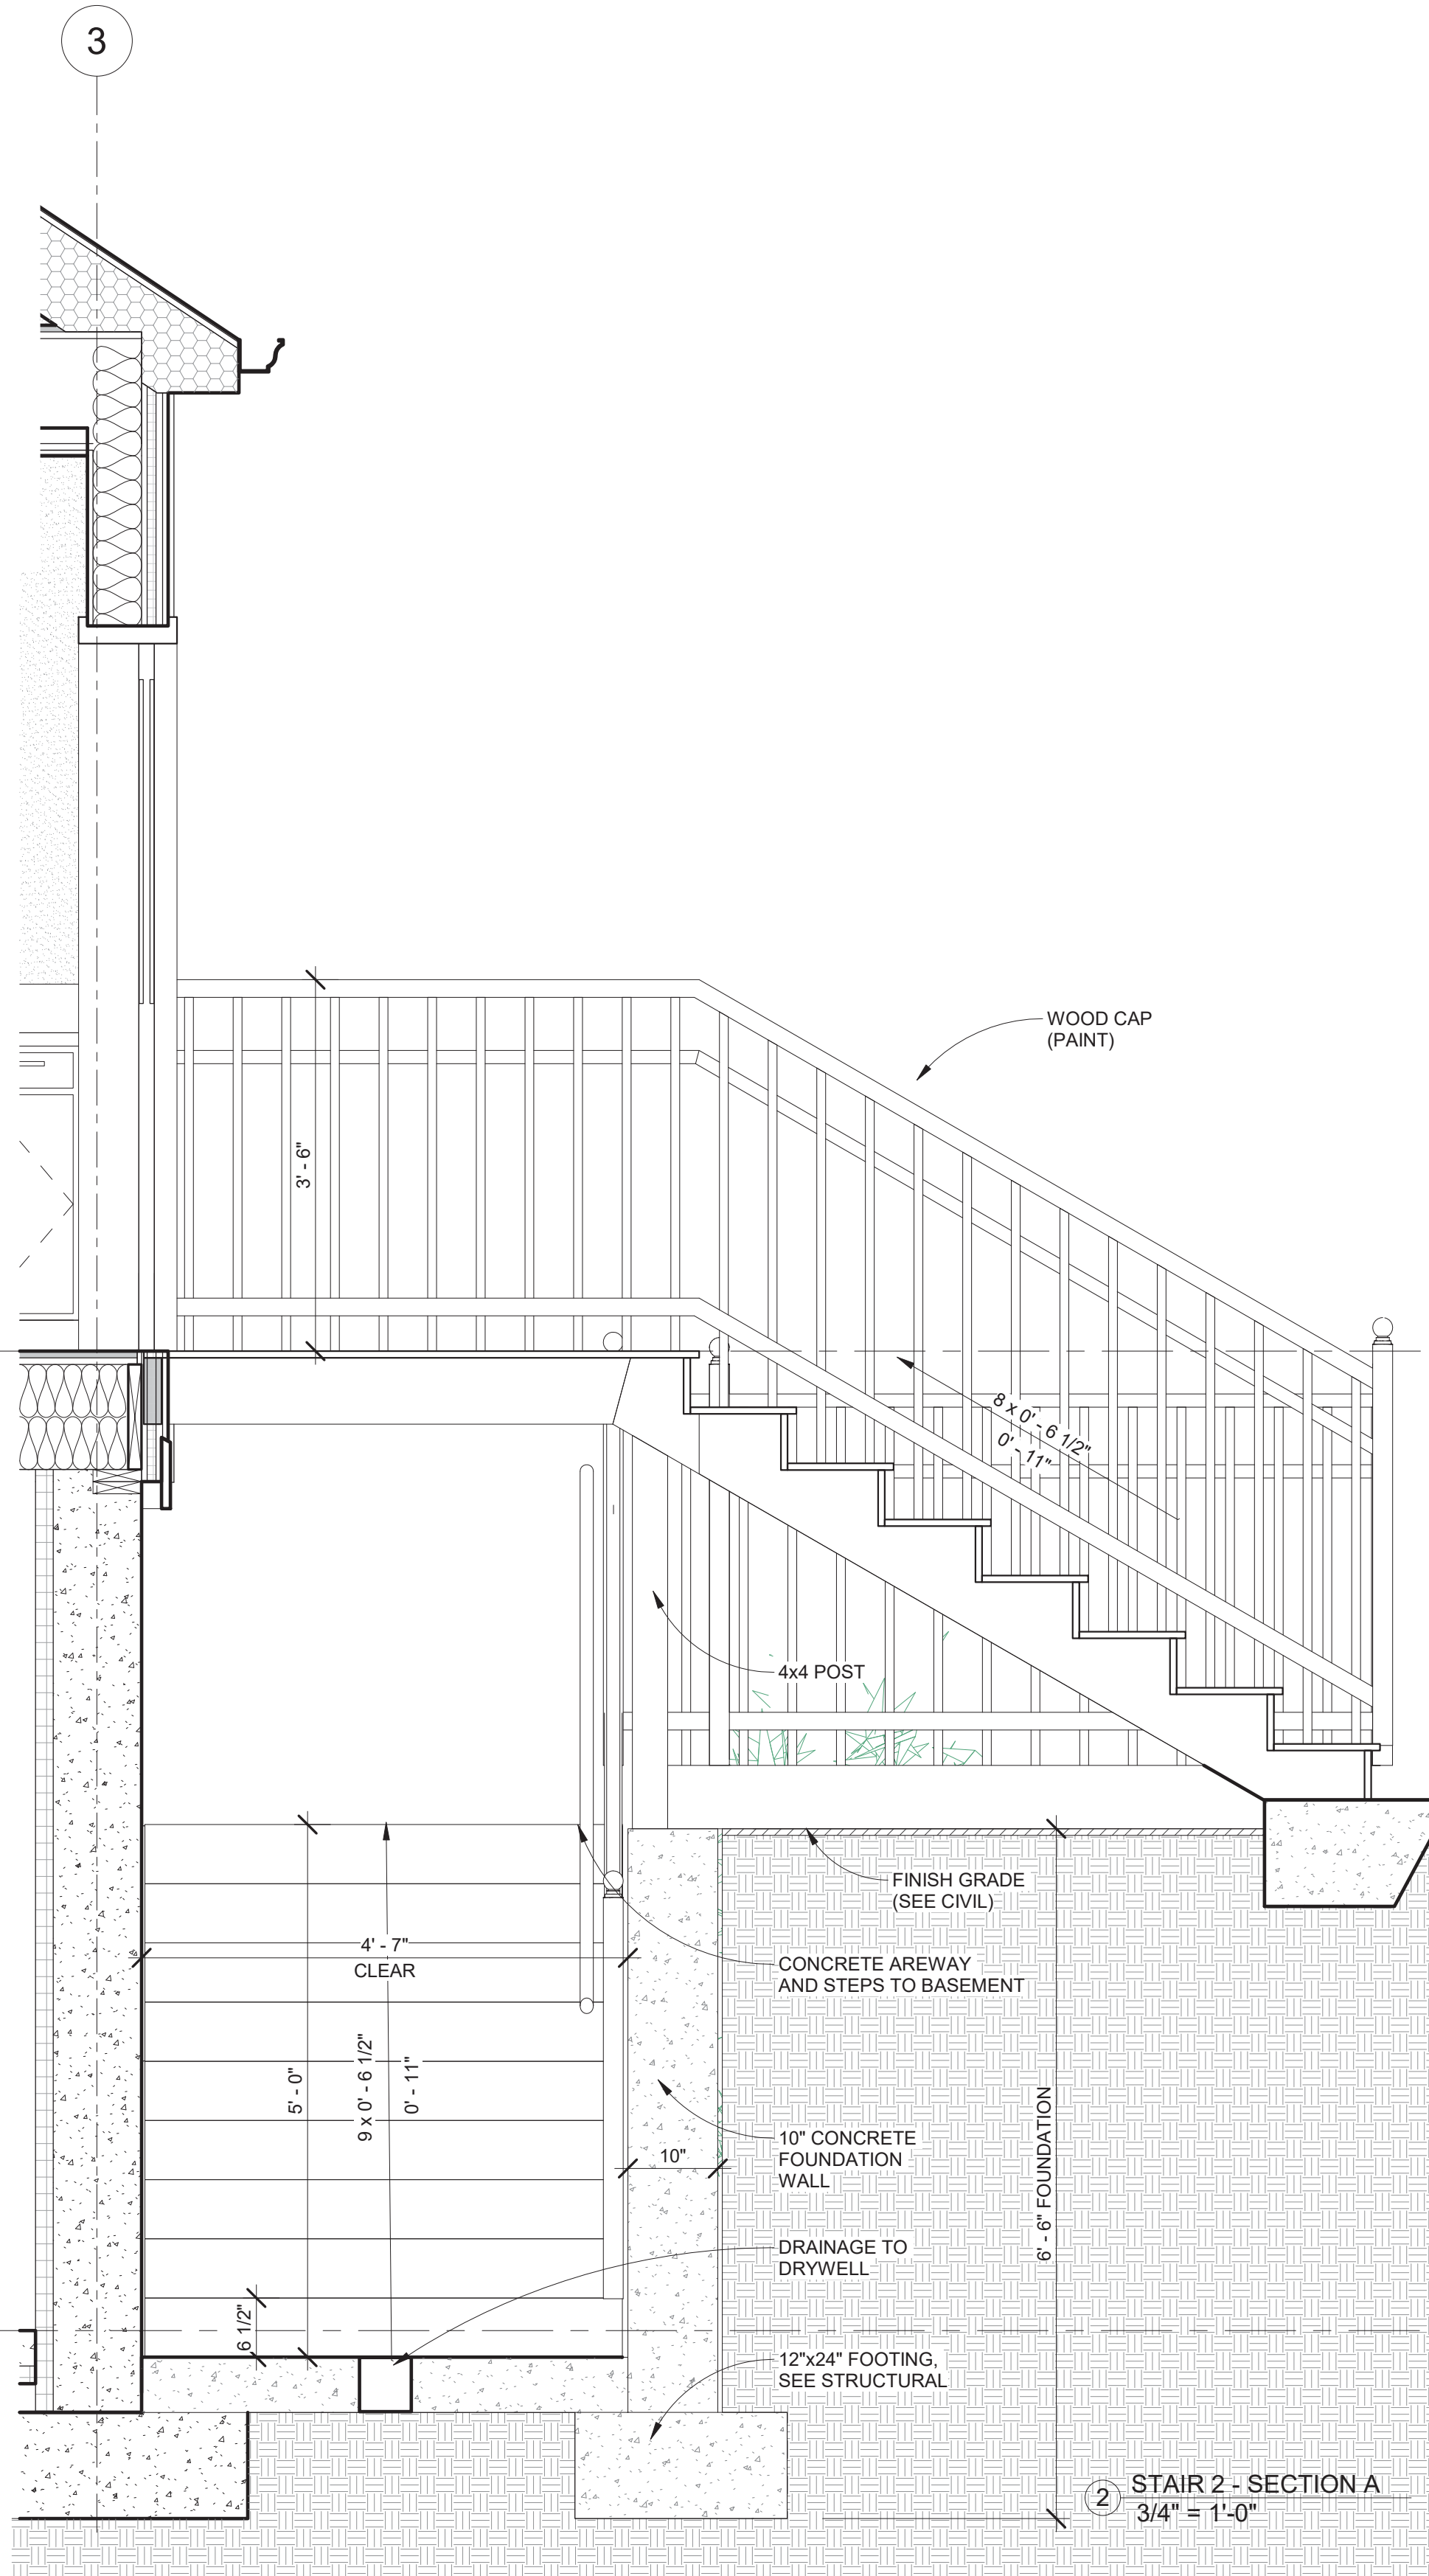 3
WOOD CAP
(PAINT)
3' - 6"
8 x 0' - 6 1/2"
0' - 11"
4x4 POST
FINISH GRADE
(SEE CIVIL)
4' - 7"
CLEAR
CONCRETE AREWAY
AND STEPS TO BASEMENT
5' - 0"
9 x 0' - 6 1/2"
0' - 11"
10"
10" CONCRETE
FOUNDATION
WALL
6' - 6" FOUNDATION
DRAINAGE TO
DRYWELL
6 1/2"
12"x24" FOOTING,
SEE STRUCTURAL
2
STAIR 2 - SECTION A
3/4" = 1'-0"